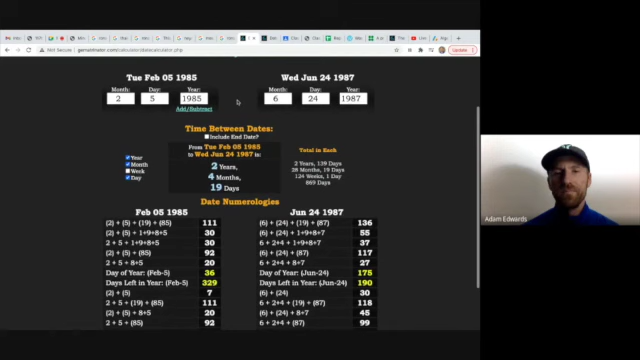 Not Secure
gematrinator.com/calculators/datecalculator.php
Update
Tue Feb 05 1985
Wed Jun 24 1987
Month: Day: Year:
2 5 1985
Month: Day: Year:
6 24 1987
Add/Subtract
Time Between Dates:
Include End Date?
Year
Month
Week
Day
From Tue Feb 05 1985
to Wed Jun 24 1987 is:
2 Years,
4 Months,
19 Days
Total in Each
2 Years, 139 Days
28 Months, 19 Days
124 Weeks, 1 Day
869 Days
Date Numerologies
Feb 05 1985
(2) + (5) + (19) + (85) 111
(2) + (5) + 1+9+8+5 30
2 + 5 + 1+9+8+5 30
(2) + (5) + (85) 92
2 + 5 + 8+5 20
Day of Year: (Feb-5) 36
Days Left in Year: (Feb-5) 329
(2) + (5) 7
2 + 5 + (19) + (85) 111
(2) + (5) + 8+5 20
2 + 5 + (85) 92
Jun 24 1987
(6) + (24) + (19) + (87) 136
(6) + (24) + 1+9+8+7 55
6 + 2+4 + 1+9+8+7 37
(6) + (24) + (87) 117
6 + 2+4 + 8+7 27
Day of Year: (Jun-24) 175
Days Left in Year: (Jun-24) 190
(6) + (24) 30
6 + 2+4 + (19) + (87) 118
(6) + (24) + 8+7 45
6 + 2+4 + (87) 99
Adam Edwards